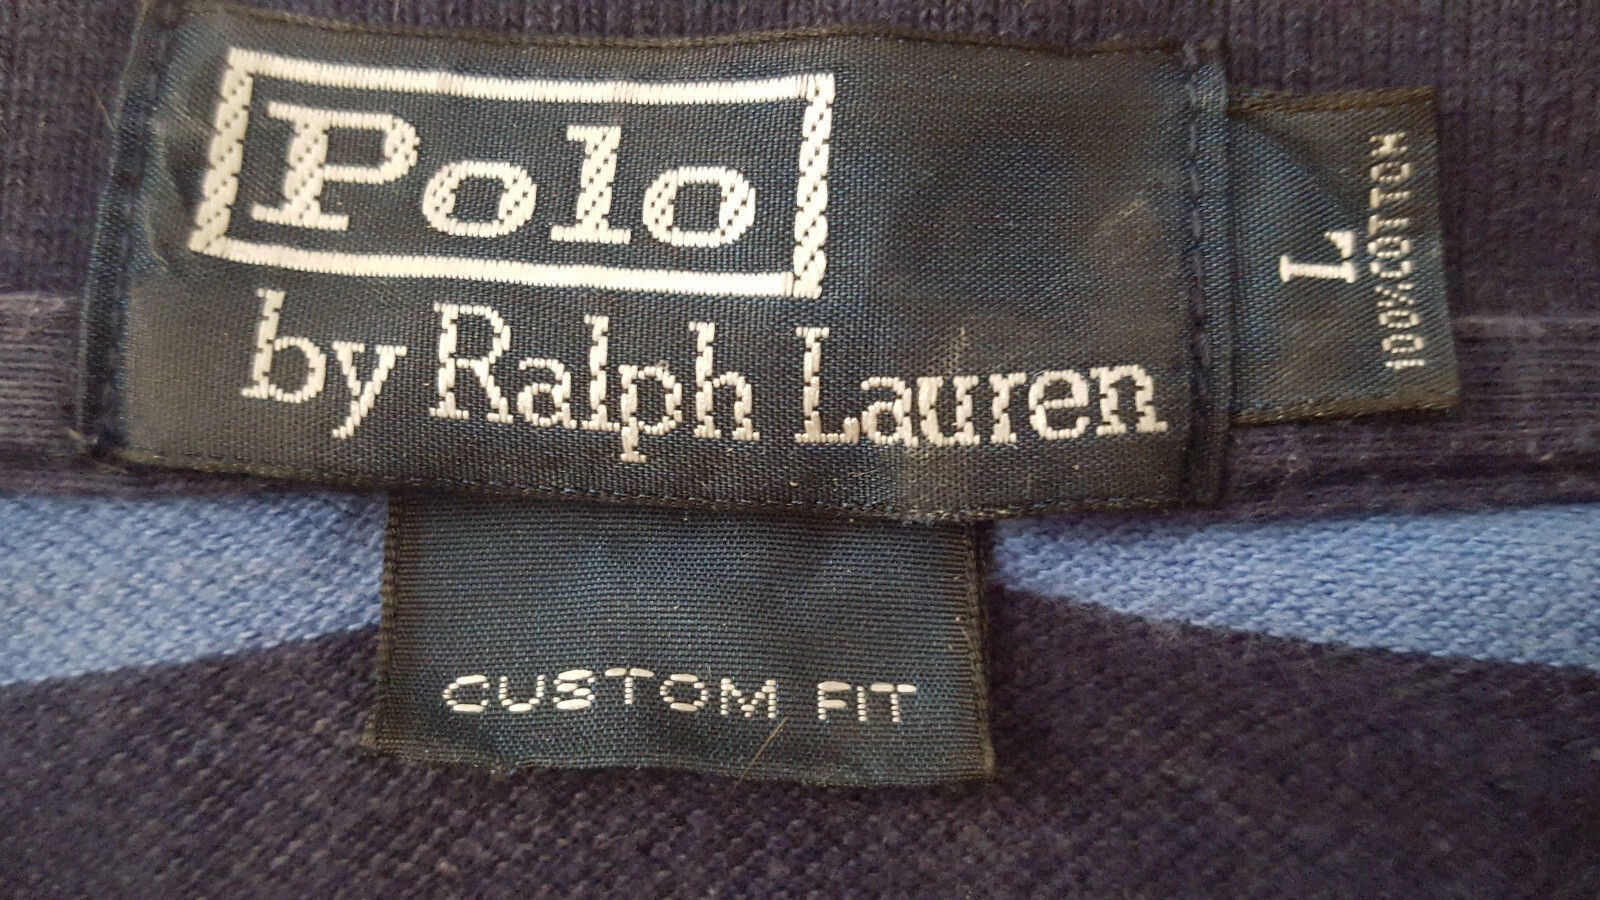 Polo
by Ralph Lauren
L
100% COTTON
CUSTOM FIT